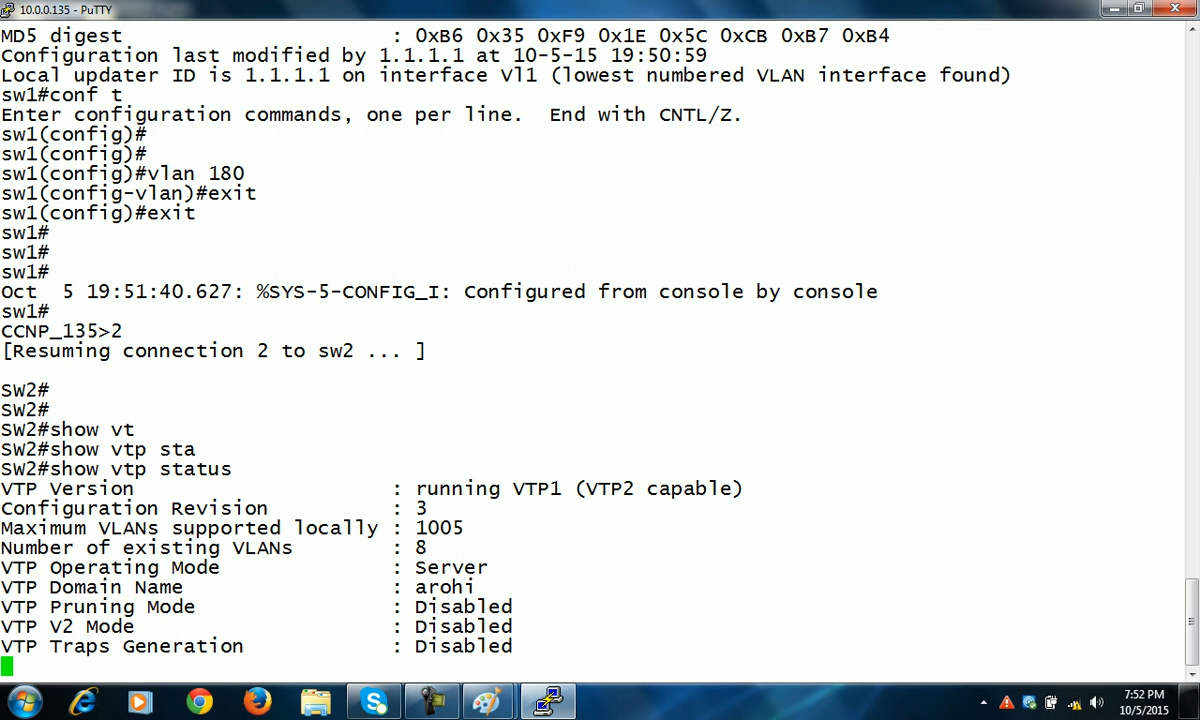 10.0.0.135 - PuTTY
MD5 digest                      : 0xB6 0x35 0xF9 0x1E 0x5C 0xCB 0xB7 0xB4
Configuration last modified by 1.1.1.1 at 10-5-15 19:50:59
Local updater ID is 1.1.1.1 on interface Vl1 (lowest numbered VLAN interface found)
sw1#conf t
Enter configuration commands, one per line.  End with CNTL/Z.
sw1(config)#
sw1(config)#
sw1(config)#vlan 180
sw1(config-vlan)#exit
sw1(config)#exit
sw1#
sw1#
sw1#
Oct  5 19:51:40.627: %SYS-5-CONFIG_I: Configured from console by console
sw1#
CCNP_135>2
[Resuming connection 2 to sw2 ... ]
SW2#
SW2#
SW2#show vt
SW2#show vtp sta
SW2#show vtp status
VTP Version                     : running VTP1 (VTP2 capable)
Configuration Revision          : 3
Maximum VLANs supported locally : 1005
Number of existing VLANs        : 8
VTP Operating Mode              : Server
VTP Domain Name                 : arohi
VTP Pruning Mode                : Disabled
VTP V2 Mode                     : Disabled
VTP Traps Generation            : Disabled
7:52 PM
10/5/2015